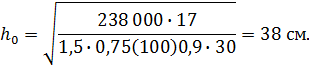 h₀ = √(238 000 · 17 / 1,5 · 0,75(100)0,9 · 30) = 38 см.